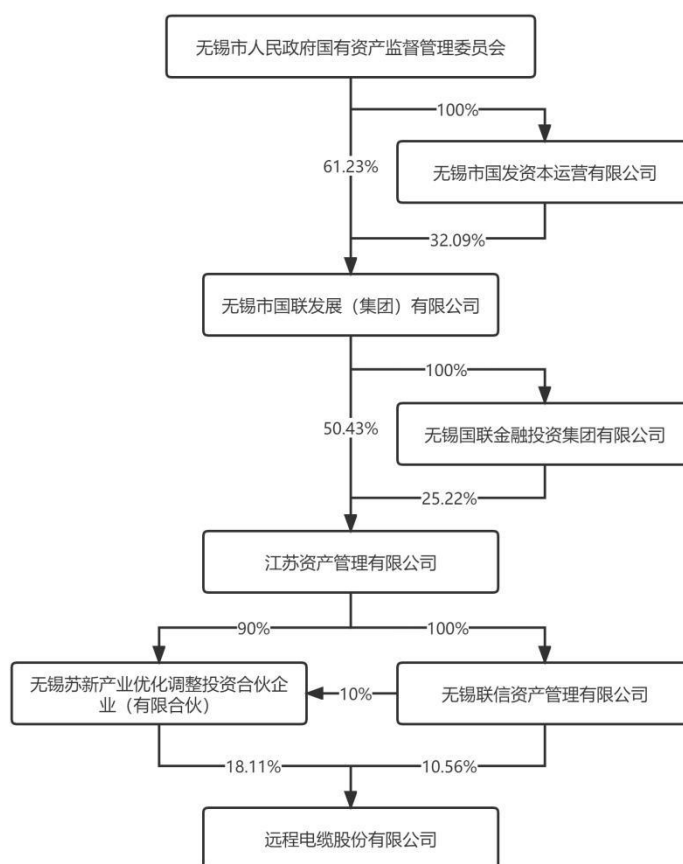 无锡市人民政府国有资产监督管理委员会
100%
61.23%
无锡市国发资本运营有限公司
32.09%
无锡市国联发展（集团）有限公司
100%
50.43%
无锡国联金融投资集团有限公司
25.22%
江苏资产管理有限公司
90%
100%
无锡苏新产业优化调整投资合伙企
业（有限合伙）
10%
无锡联信资产管理有限公司
18.11%
10.56%
远程电缆股份有限公司